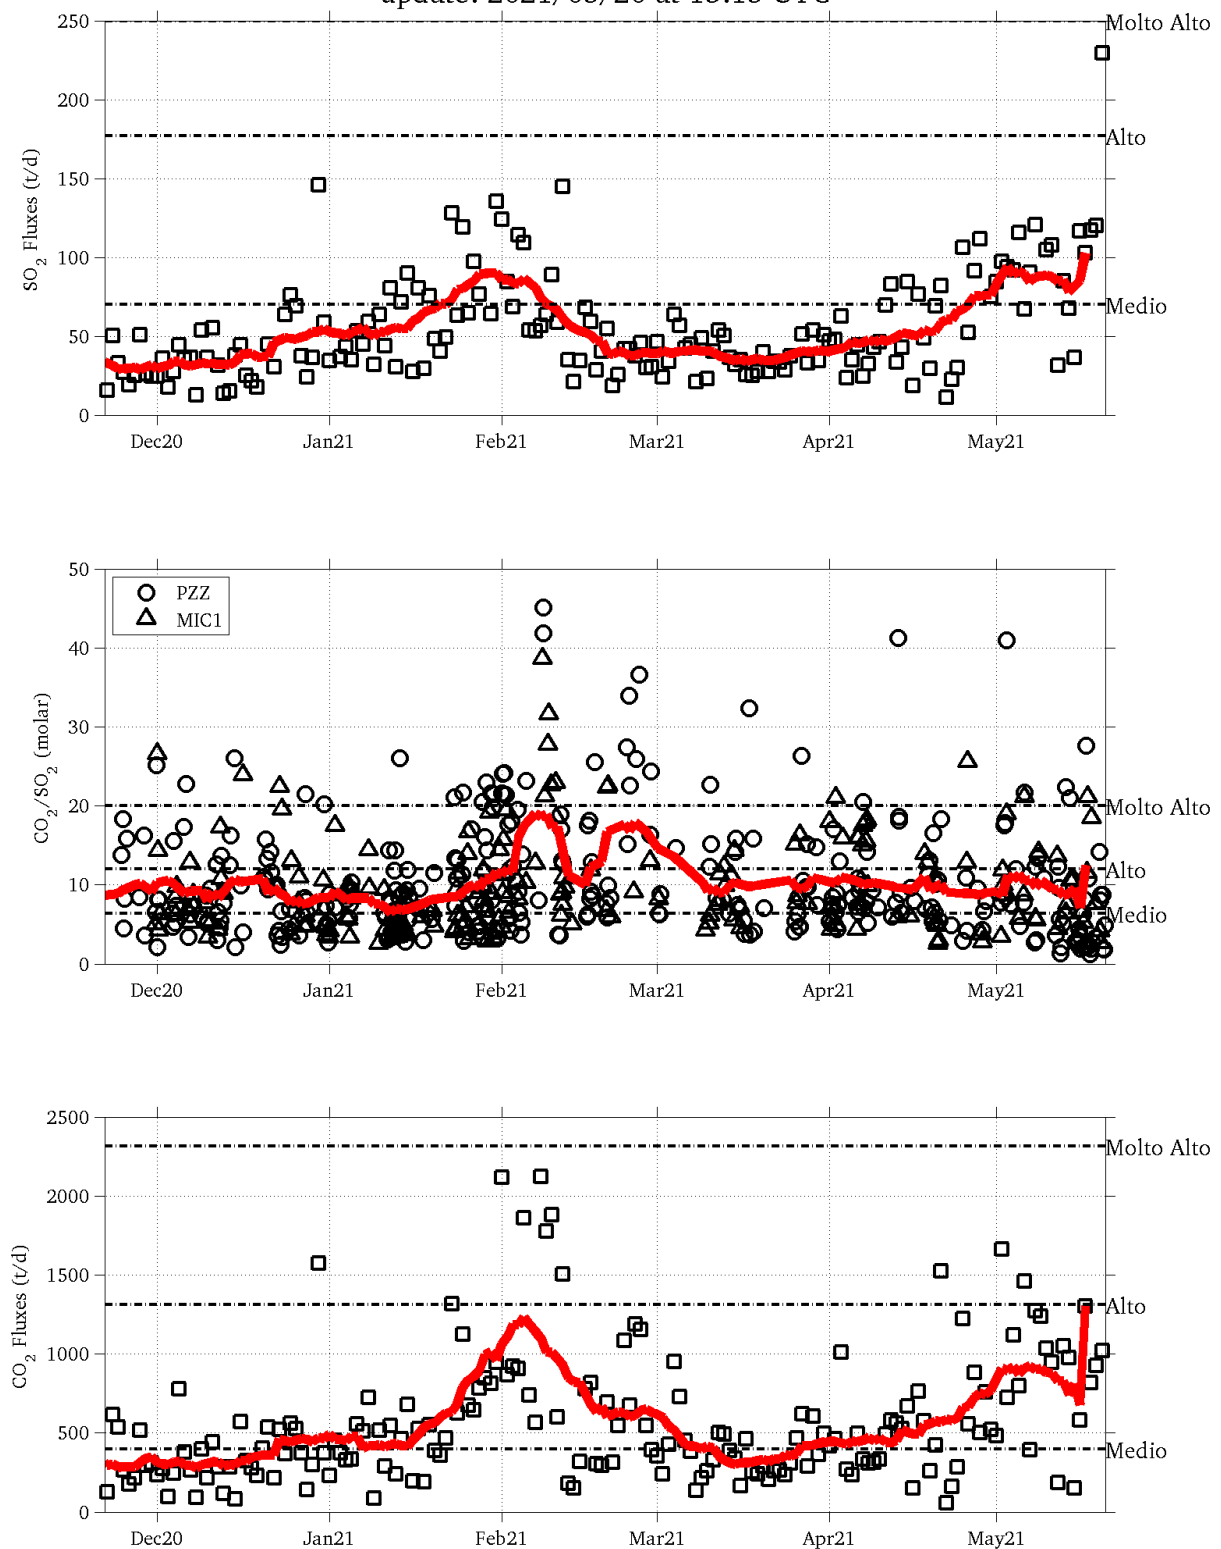 250
Molto Alto
200
Alto
150
100
Medio
50
0
SO2 Fluxes (t/d)
Dec20 Jan21 Feb21 Mar21 Apr21 May21
50
PZZ
MIC1
40
30
20
Molto Alto
Alto
10
Medio
0
CO2/SO2 (molar)
Dec20 Jan21 Feb21 Mar21 Apr21 May21
2500
Molto Alto
2000
1500
Alto
1000
500
Medio
0
CO2 Fluxes (t/d)
Dec20 Jan21 Feb21 Mar21 Apr21 May21